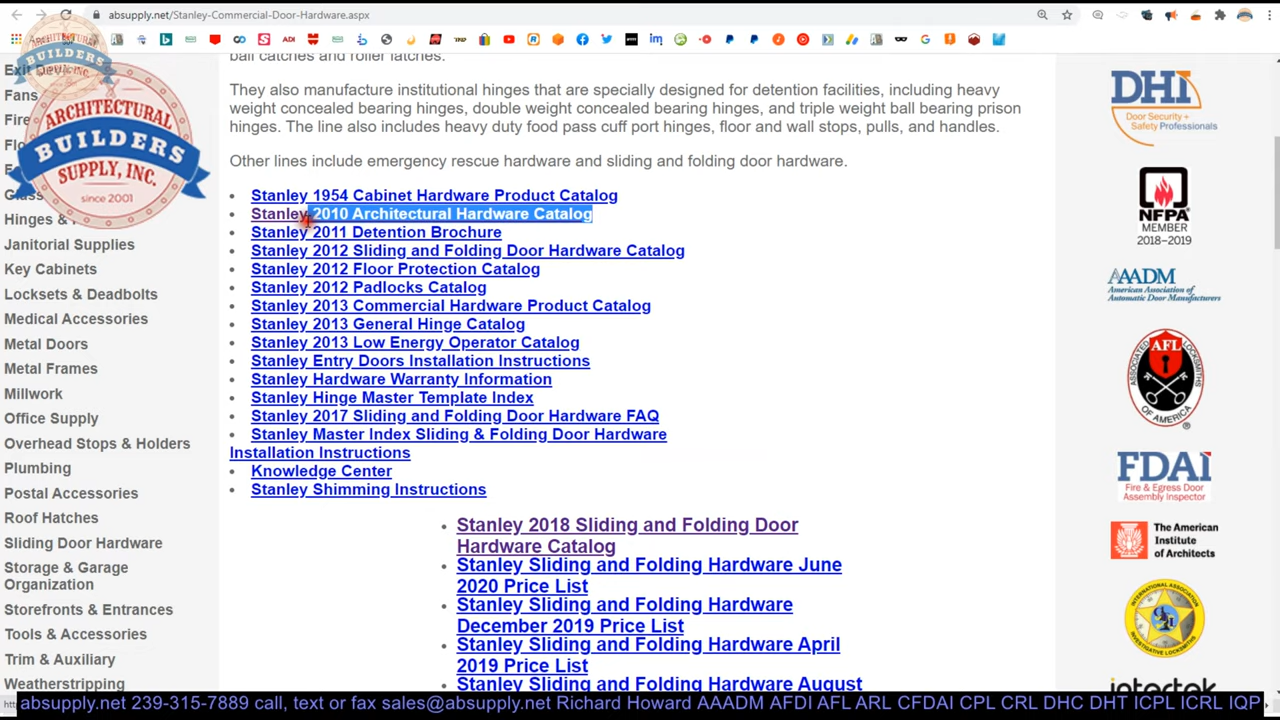 absupply.net/Stanley-Commercial-Door-Hardware.aspx
ball catches and roller latches.
They also manufacture institutional hinges that are specially designed for detention facilities, including heavy
weight concealed bearing hinges, double weight concealed bearing hinges, and triple weight ball bearing prison
hinges. The line also includes heavy duty food pass cuff port hinges, floor and wall stops, pulls, and handles.
Other lines include emergency rescue hardware and sliding and folding door hardware.
Stanley 1954 Cabinet Hardware Product Catalog
Stanley 2010 Architectural Hardware Catalog
Stanley 2011 Detention Brochure
Stanley 2012 Sliding and Folding Door Hardware Catalog
Stanley 2012 Floor Protection Catalog
Stanley 2012 Padlocks Catalog
Stanley 2013 Commercial Hardware Product Catalog
Stanley 2013 General Hinge Catalog
Stanley 2013 Low Energy Operator Catalog
Stanley Entry Doors Installation Instructions
Stanley Hardware Warranty Information
Stanley Hinge Master Template Index
Stanley 2017 Sliding and Folding Door Hardware FAQ
Stanley Master Index Sliding & Folding Door Hardware
Installation Instructions
Knowledge Center
Stanley Shimming Instructions
Stanley 2018 Sliding and Folding Door
Hardware Catalog
Stanley Sliding and Folding Hardware June
2020 Price List
Stanley Sliding and Folding Hardware
December 2019 Price List
Stanley Sliding and Folding Hardware April
2019 Price List
Stanley Sliding and Folding Hardware August
Fans
Hinges &
Janitorial Supplies
Key Cabinets
Locksets & Deadbolts
Medical Accessories
Metal Doors
Metal Frames
Millwork
Office Supply
Overhead Stops & Holders
Plumbing
Postal Accessories
Roof Hatches
Sliding Door Hardware
Storage & Garage
Organization
Storefronts & Entrances
Tools & Accessories
Trim & Auxiliary
Weatherstripping
ARCHITECTURAL
BUILDERS
SUPPLY, INC.
since 2001
DHI
Door Security +
Safety Professionals
NFPA
MEMBER
2018-2019
AAADM
American Association of
Automatic Door Manufacturers
ASSOCIATED
AFL
LOCKSMITHS
OF AMERICA
FDAI
Fire & Egress Door
Assembly Inspector
The American
Institute
of Architects
INTERNATIONAL ASSOCIATION
INVESTIGATIVE LOCKSMITHS
intertek
absupply.net 239-315-7889 call, text or fax sales@absupply.net Richard Howard AAADM AFDI AFL ARL CFDAI CPL CRL DHC DHT ICPL ICRL IQP